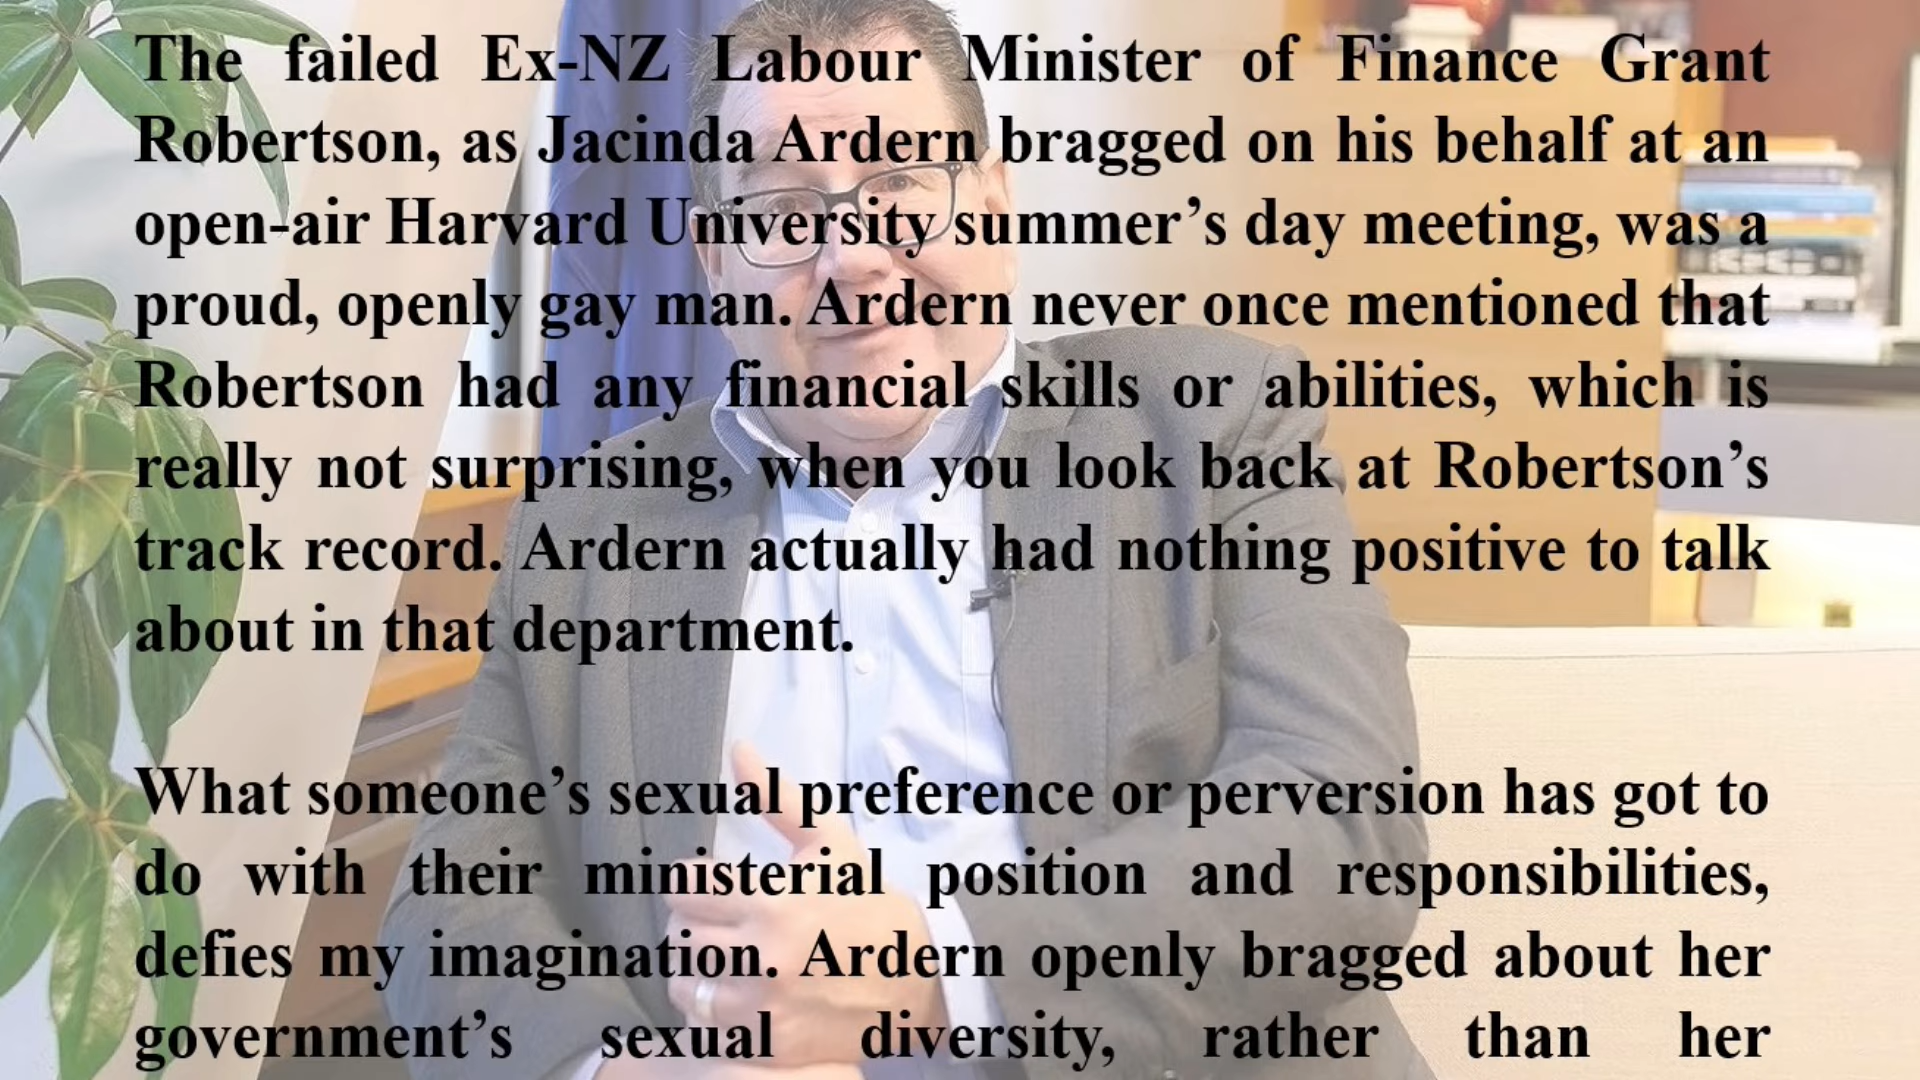 The failed Ex-NZ Labour Minister of Finance Grant
Robertson, as Jacinda Ardern bragged on his behalf at an
open-air Harvard University summer’s day meeting, was a
proud, openly gay man. Ardern never once mentioned that
Robertson had any financial skills or abilities, which is
really not surprising, when you look back at Robertson’s
track record. Ardern actually had nothing positive to talk
about in that department.
What someone’s sexual preference or perversion has got to
do with their ministerial position and responsibilities,
defies my imagination. Ardern openly bragged about her
government’s sexual diversity, rather than her